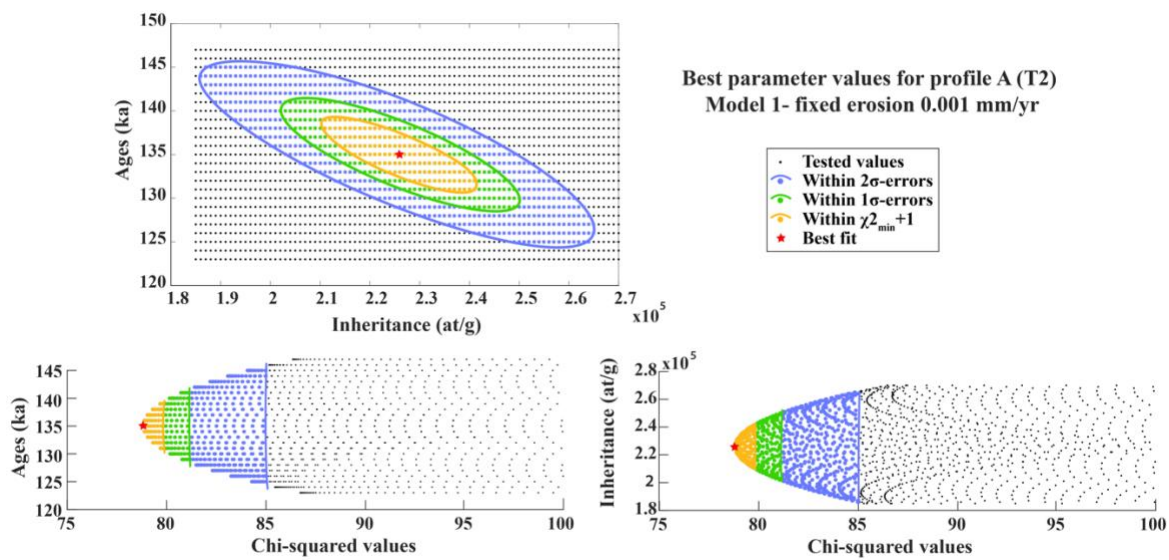 150
145
140
135
130
125
120
Ages (ka)
1.8 1.9 2 2.1 2.2 2.3 2.4 2.5 2.6 2.7
x10⁵
Inheritance (at/g)
Best parameter values for profile A (T2)
Model 1- fixed erosion 0.001 mm/yr
Tested values
Within 2σ-errors
Within 1σ-errors
Within χ2min+1
Best fit
145
140
135
130
125
120
Ages (ka)
75 80 85 90 95 100
Chi-squared values
x10⁵
2.8
2.6
2.4
2.2
2
1.8
Inheritance (at/g)
75 80 85 90 95 100
Chi-squared values